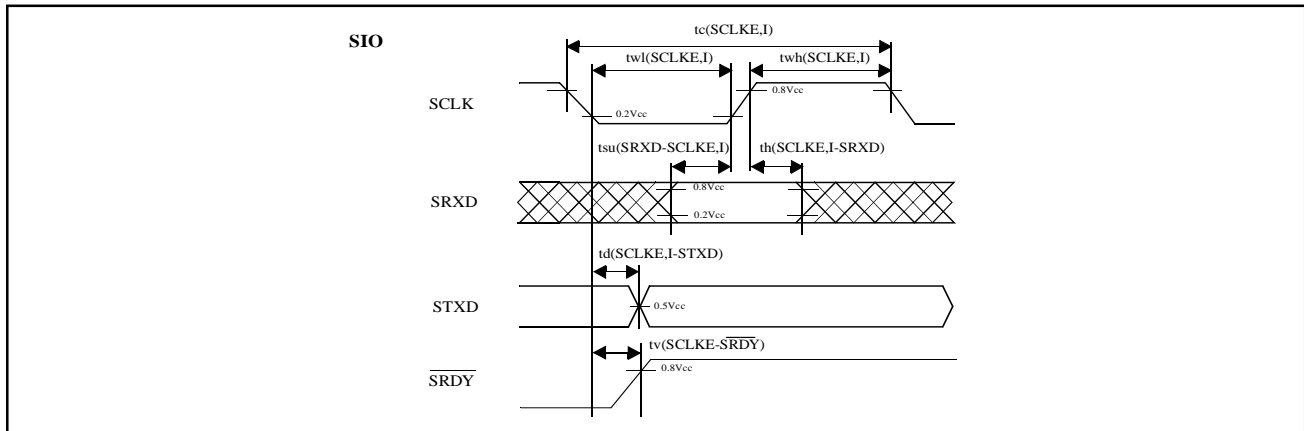 SIO
tc(SCLKE,I)
twl(SCLKE,I)
twh(SCLKE,I)
SCLK
0.8Vcc
0.2Vcc
tsu(SRXD-SCLKE,I)
th(SCLKE,I-SRXD)
SRXD
0.8Vcc
0.2Vcc
td(SCLKE,I-STXD)
STXD
0.5Vcc
tv(SCLKE-SRDY)
SRDY
0.8Vcc